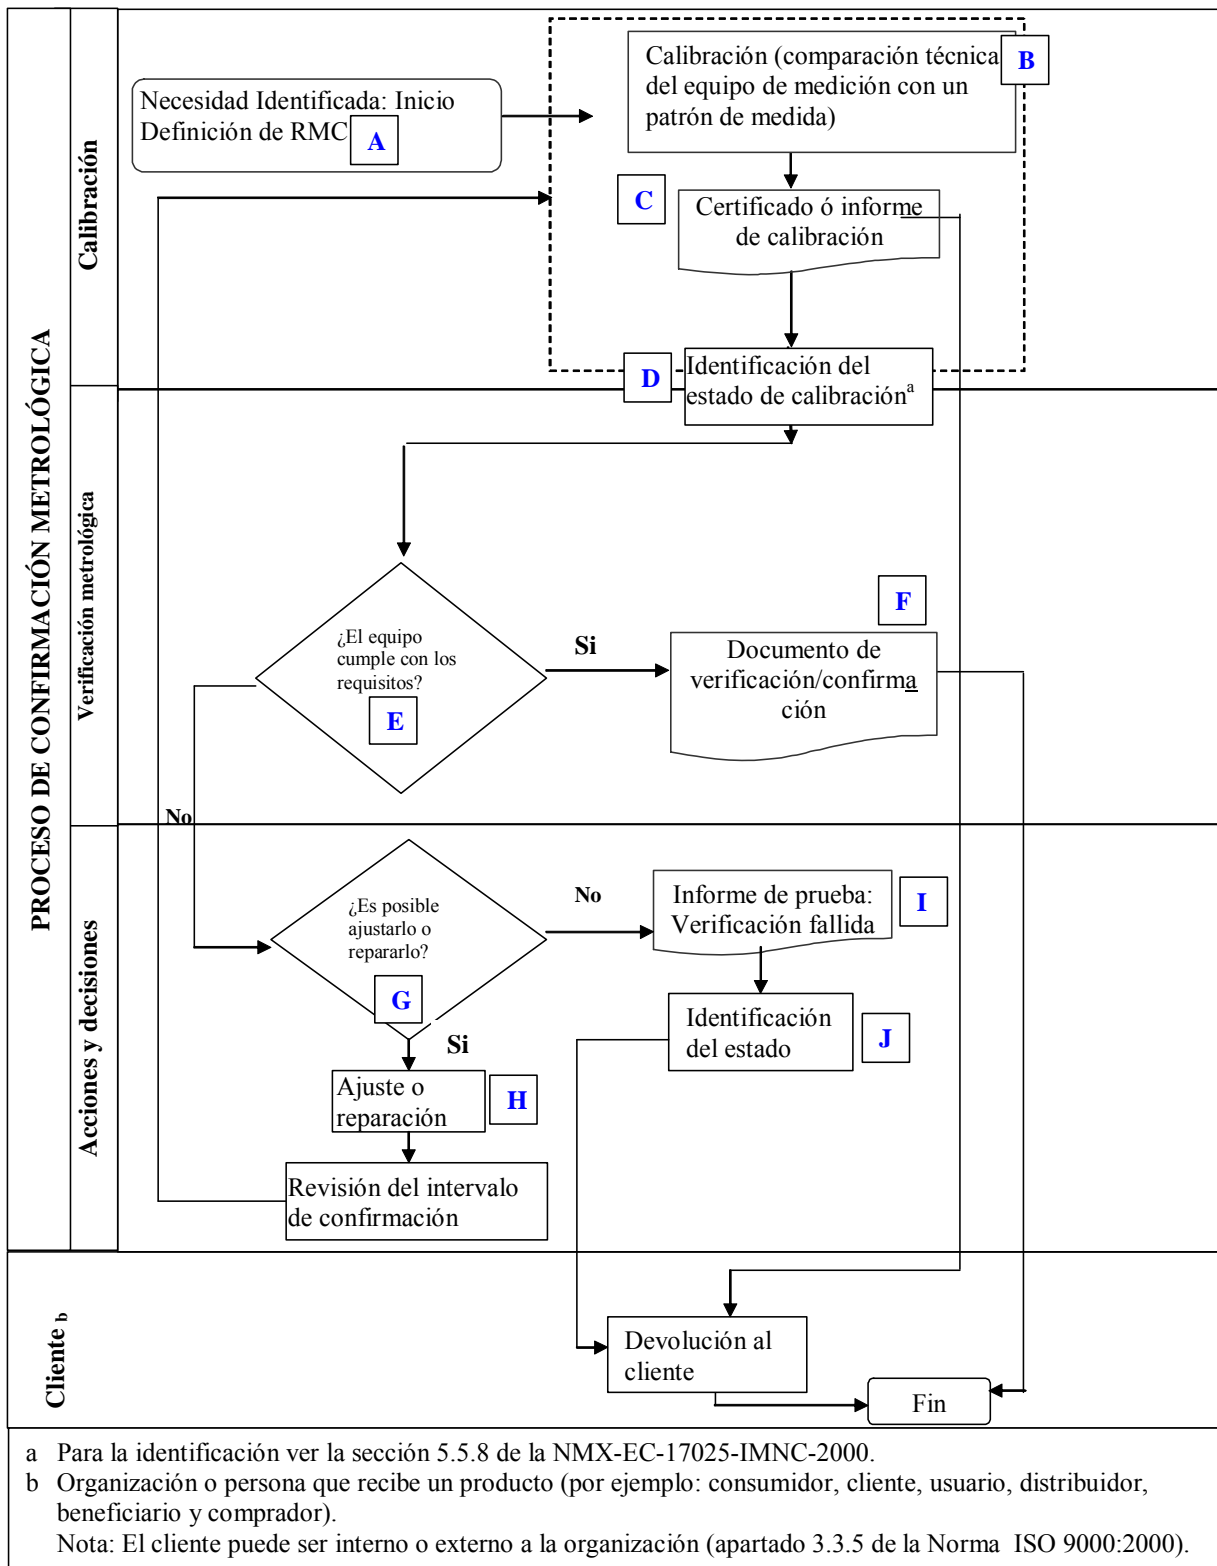 PROCESO DE CONFIRMACIÓN METROLÓGICA
Calibración
Necesidad Identificada: Inicio
Definición de RMC
A
Calibración (comparación técnica
del equipo de medición con un
patrón de medida)
B
C
Certificado ó informe
de calibración
D
Identificación del
estado de calibraciónª
Verificación metrológica
¿El equipo
cumple con los
requisitos?
E
Si
F
Documento de
verificación/confirma
ción
No
Acciones y decisiones
¿Es posible
ajustarlo o
repararlo?
G
No
Informe de prueba:
Verificación fallida
I
Identificación
del estado
J
Si
Ajuste o
reparación
H
Revisión del intervalo
de confirmación
Cliente b
Devolución al
cliente
Fin
a Para la identificación ver la sección 5.5.8 de la NMX-EC-17025-IMNC-2000.
b Organización o persona que recibe un producto (por ejemplo: consumidor, cliente, usuario, distribuidor,
beneficiario y comprador).
Nota: El cliente puede ser interno o externo a la organización (apartado 3.3.5 de la Norma ISO 9000:2000).